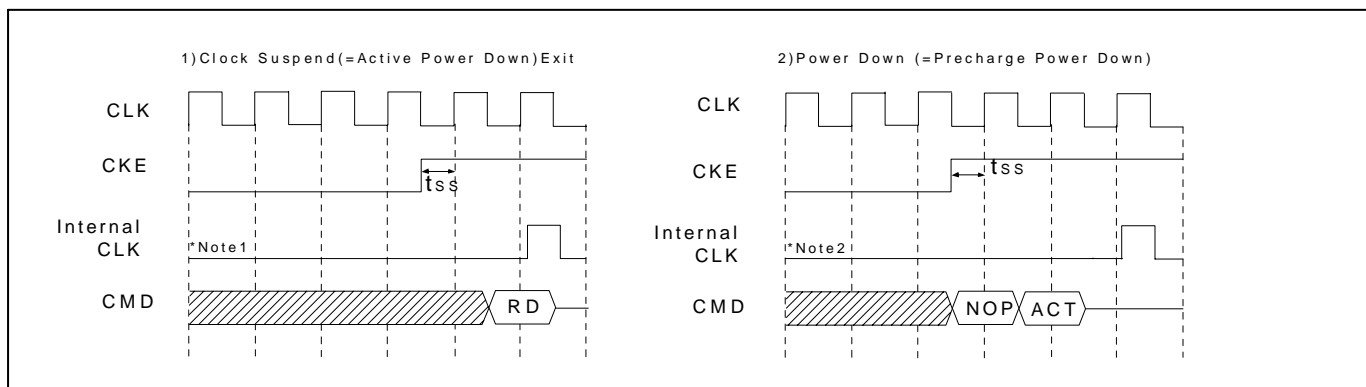 1)Clock Suspend(=Active Power Down)Exit
CLK
CKE
tss
Internal
CLK
*Note1
CMD
RD
2)Power Down (=Precharge Power Down)
CLK
CKE
tss
Internal
CLK
*Note2
CMD
NOP
ACT